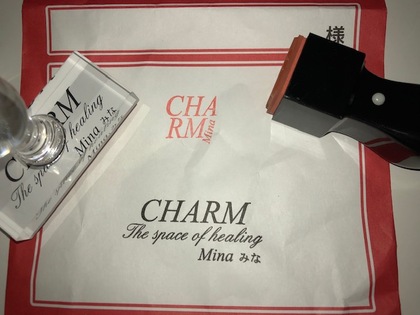 様
CHA
RM Mina
CHARM
The space of healing
Mina みな
CHARM
The space of healing
Mina みな